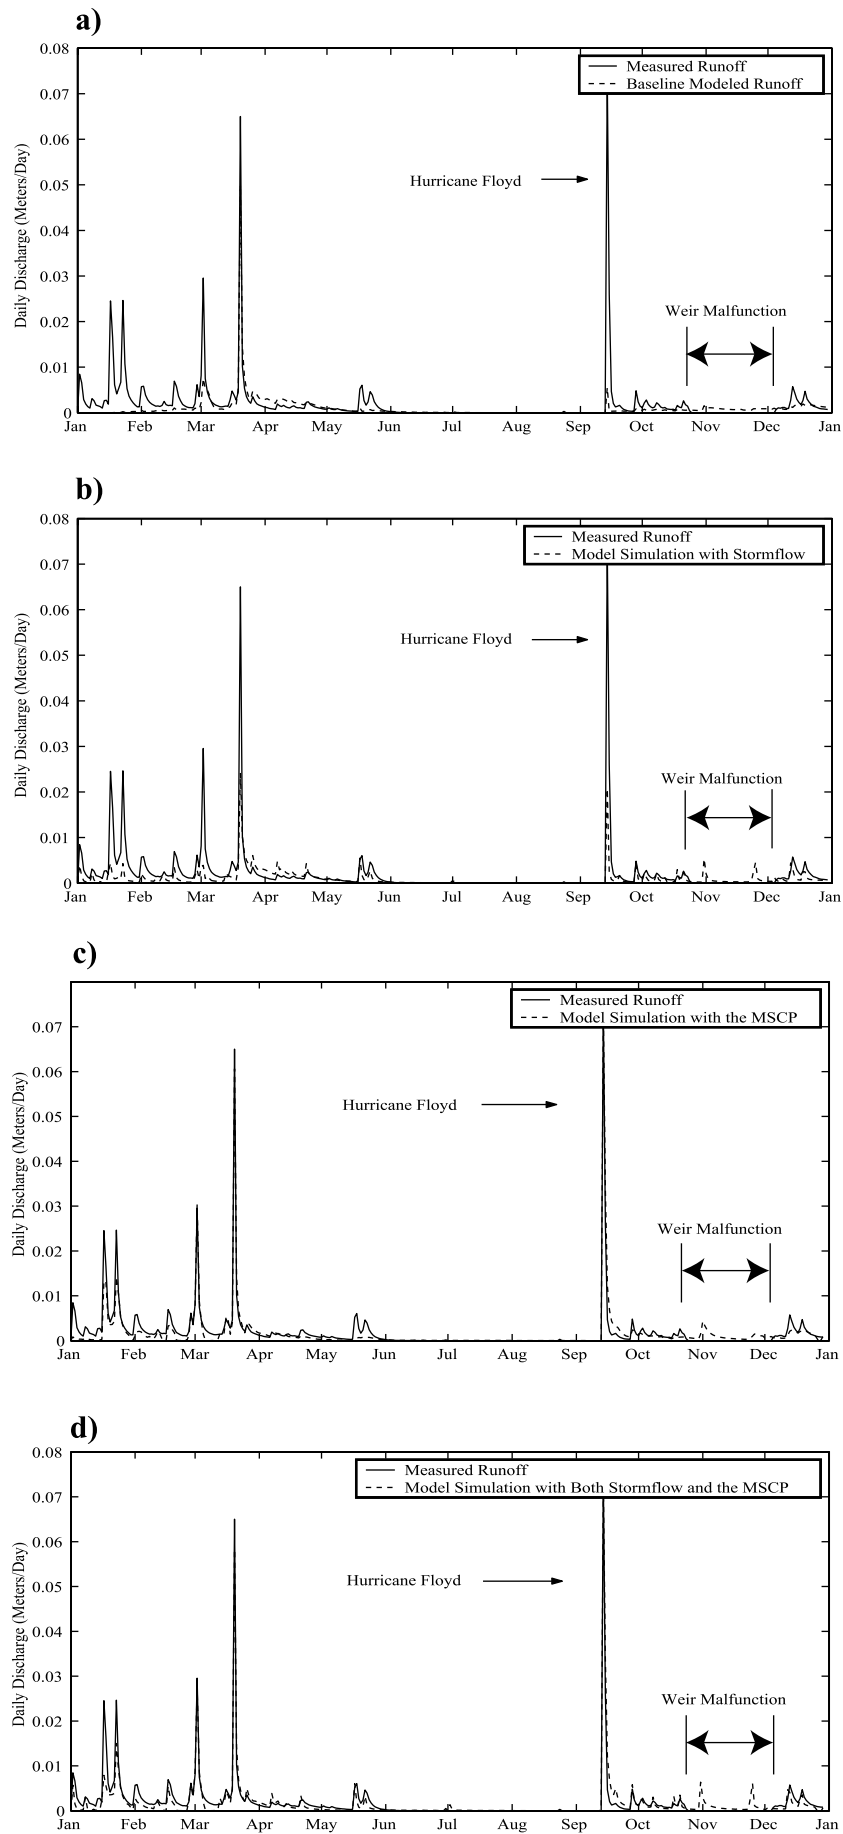 a)
0.08
Measured Runoff
Baseline Modeled Runoff
0.07
0.06
Hurricane Floyd
0.05
0.04
0.03
Weir Malfunction
0.02
0.01
0
Daily Discharge (Meters/Day)
Jan Feb Mar Apr May Jun Jul Aug Sep Oct Nov Dec Jan
b)
0.08
Measured Runoff
Model Simulation with Stormflow
0.07
0.06
Hurricane Floyd
0.05
0.04
0.03
Weir Malfunction
0.02
0.01
0
Daily Discharge (Meters/Day)
Jan Feb Mar Apr May Jun Jul Aug Sep Oct Nov Dec Jan
c)
Measured Runoff
Model Simulation with the MSCP
0.07
0.06
Hurricane Floyd
0.05
0.04
0.03
Weir Malfunction
0.02
0.01
0
Daily Discharge (Meters/Day)
Jan Feb Mar Apr May Jun Jul Aug Sep Oct Nov Dec Jan
d)
0.08
Measured Runoff
Model Simulation with Both Stormflow and the MSCP
0.07
0.06
Hurricane Floyd
0.05
0.04
0.03
Weir Malfunction
0.02
0.01
0
Daily Discharge (Meters/Day)
Jan Feb Mar Apr May Jun Jul Aug Sep Oct Nov Dec Jan